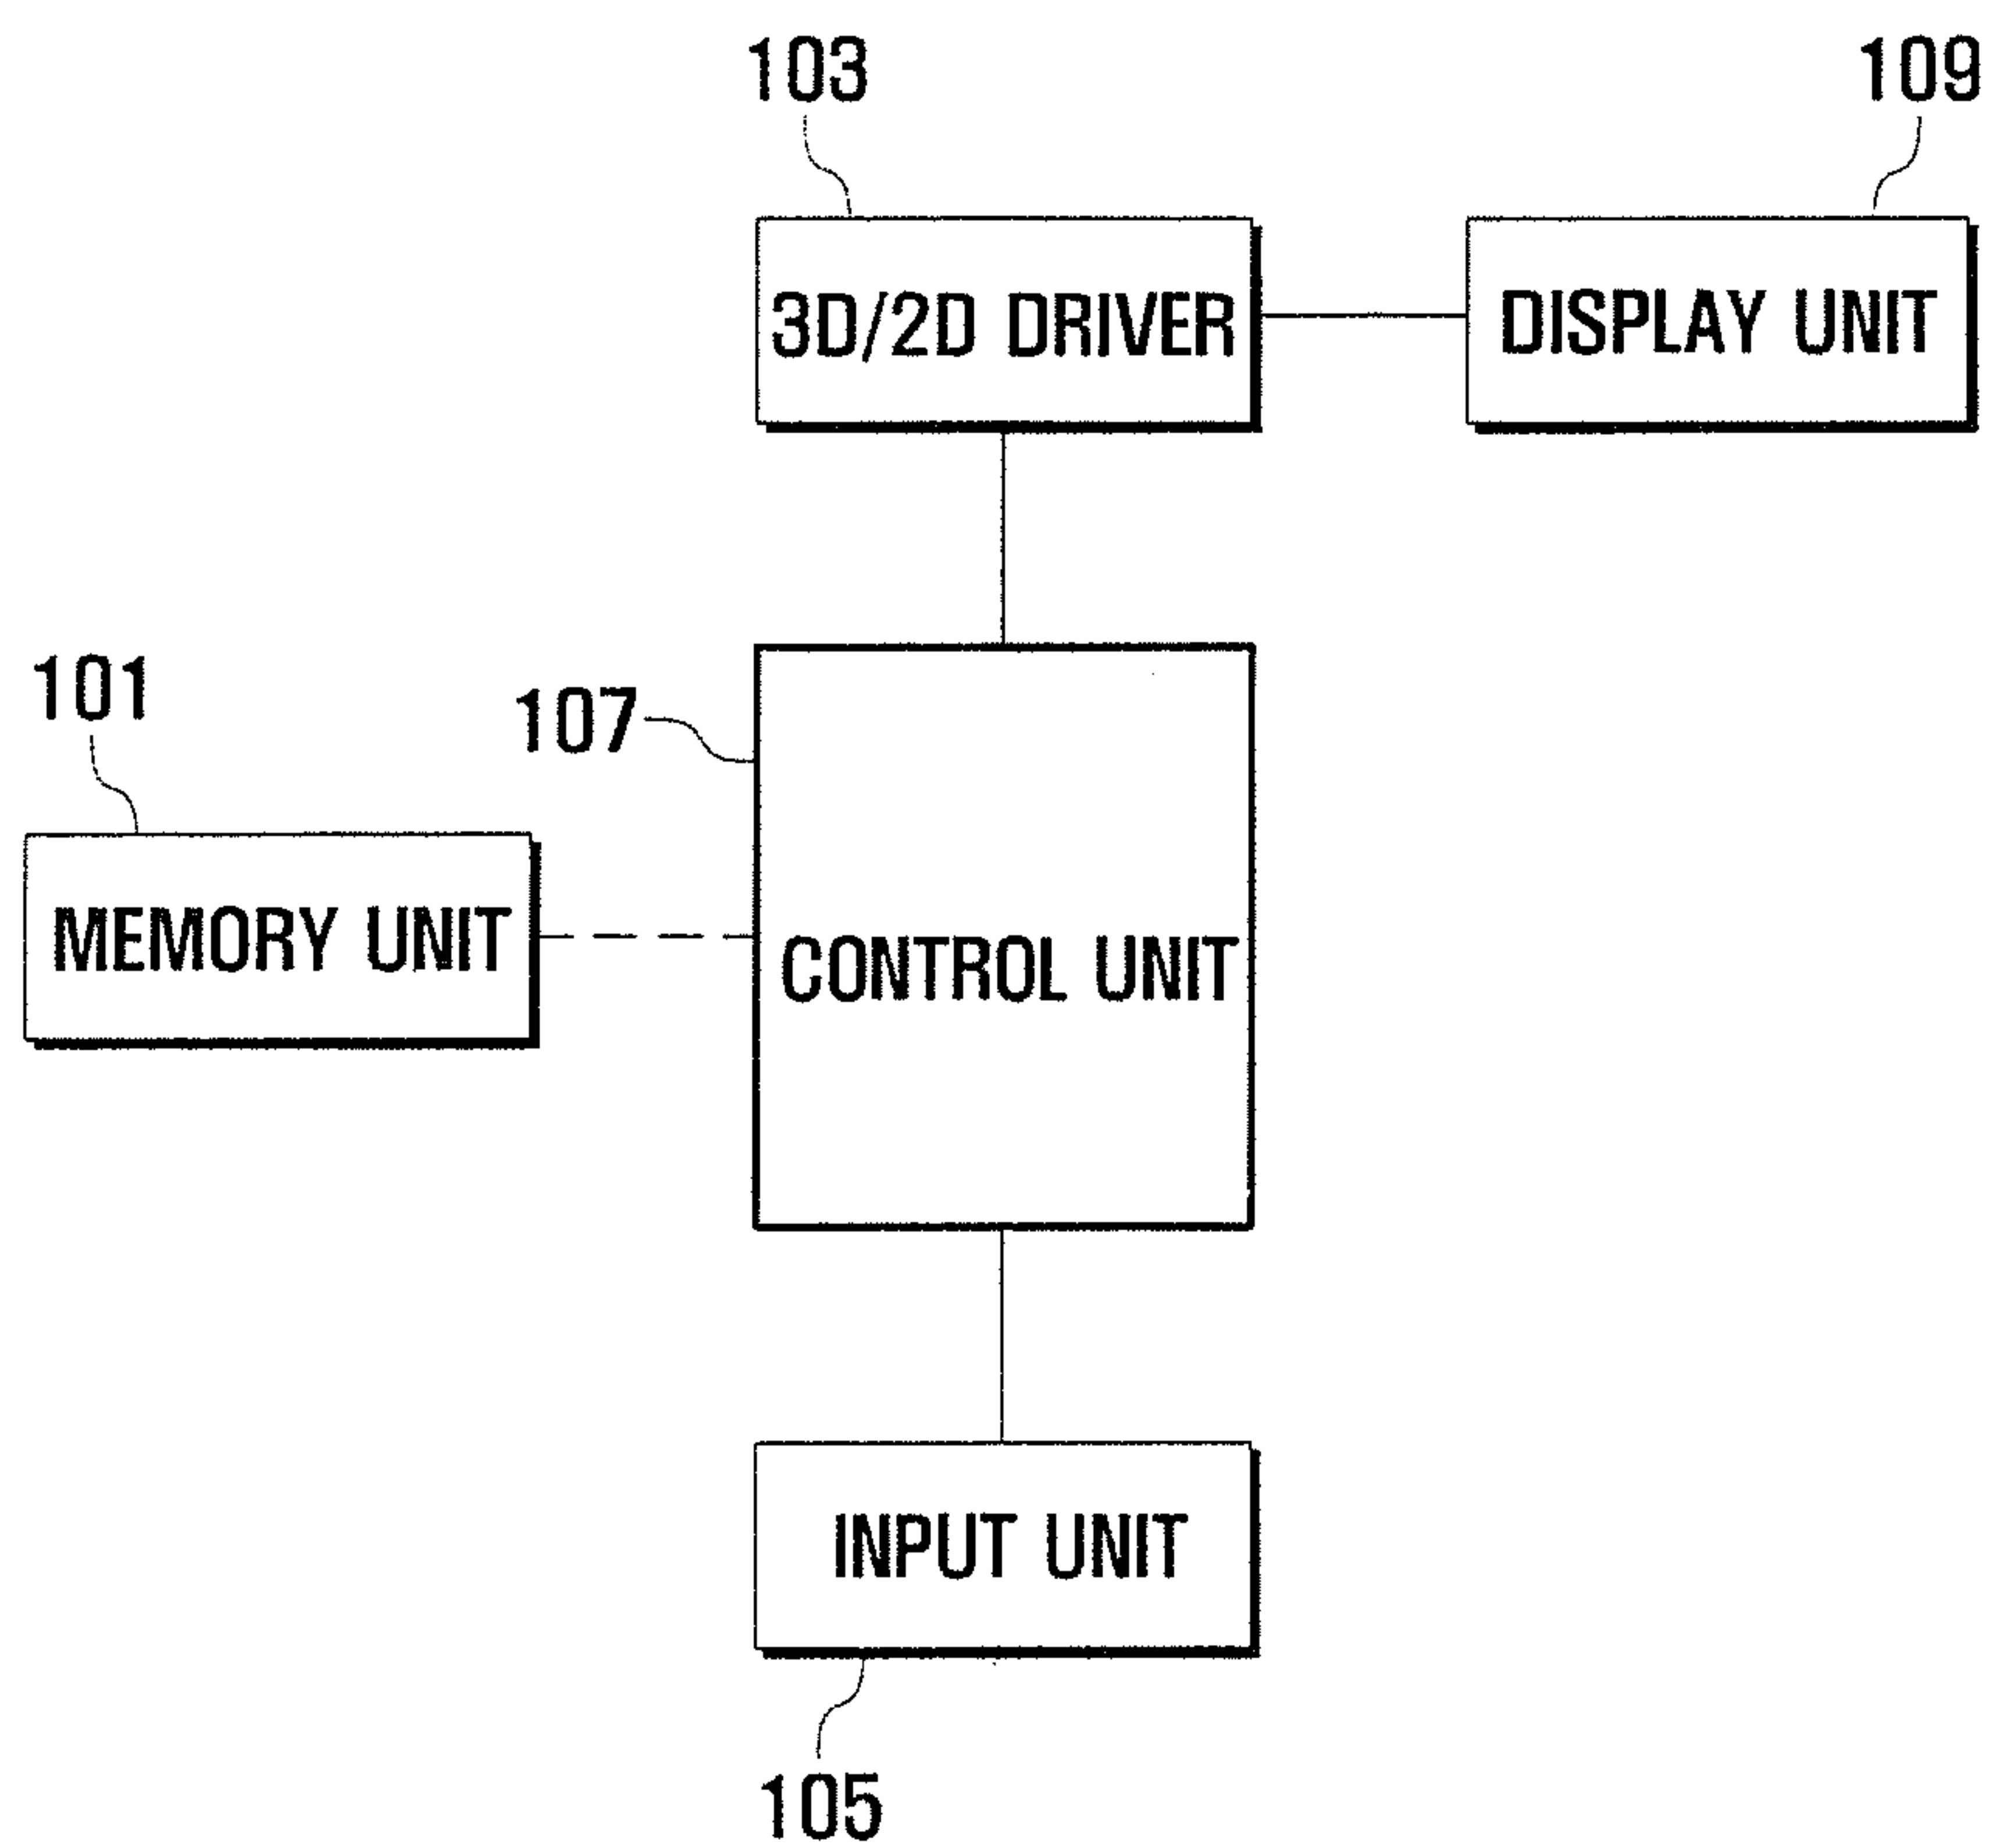 103
109
3D/2D DRIVER
DISPLAY UNIT
101
107
MEMORY UNIT
CONTROL UNIT
INPUT UNIT
105